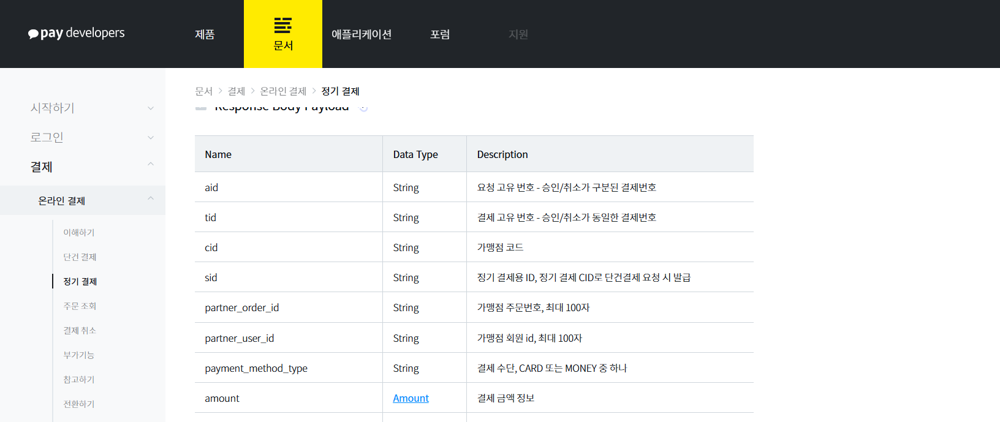 pay developers
제품
문서
애플리케이션
포럼
지원
시작하기
로그인
결제
온라인 결제
이해하기
단건 결제
정기 결제
주문 조회
결제 취소
부가기능
참고하기
전환하기
문서 > 결제 > 온라인 결제 > 정기 결제
Response Body Payload
Name Data Type Description
aid String 요청 고유 번호 - 승인/취소가 구분된 결제번호
tid String 결제 고유 번호 - 승인/취소가 동일한 결제번호
cid String 가맹점 코드
sid String 정기 결제용 ID, 정기 결제 CID로 단건결제 요청 시 발급
partner_order_id String 가맹점 주문번호, 최대 100자
partner_user_id String 가맹점 회원 id, 최대 100자
payment_method_type String 결제 수단, CARD 또는 MONEY 중 하나
amount Amount 결제 금액 정보